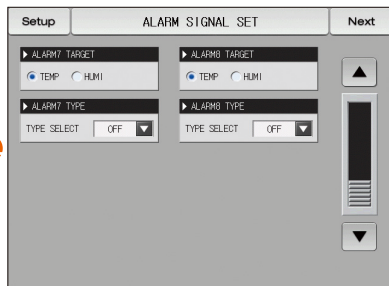 Setup ALARM SIGNAL SET Next
ALARM7 TARGET ALARM8 TARGET
TEMP HUMI TEMP HUMI
ALARM7 TYPE ALARM8 TYPE
TYPE SELECT OFF TYPE SELECT OFF